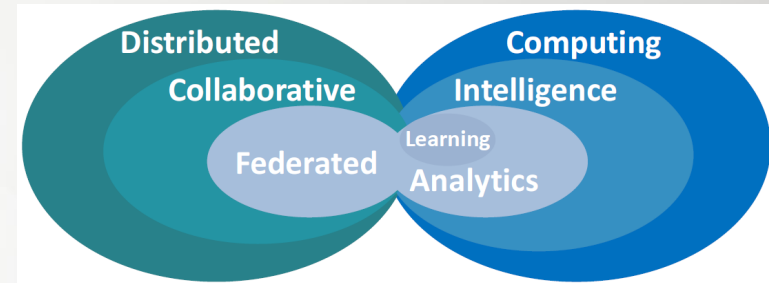 Distributed Computing
Collaborative Intelligence
Learning
Federated
Analytics